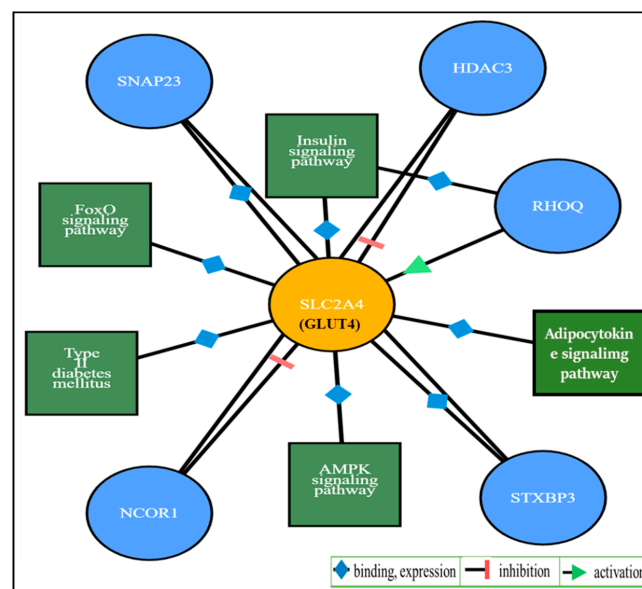 SNAP23
HDAC3
Insulin
signaling
pathway
FoxO
signaling
pathway
RHOQ
SLC2A4
(GLUT4)
Type
II
diabetes
mellitus
Adipocytokin
e signalimg
pathway
AMPK
signaling
pathway
NCOR1
STXBP3
binding, expression
inhibition
activation